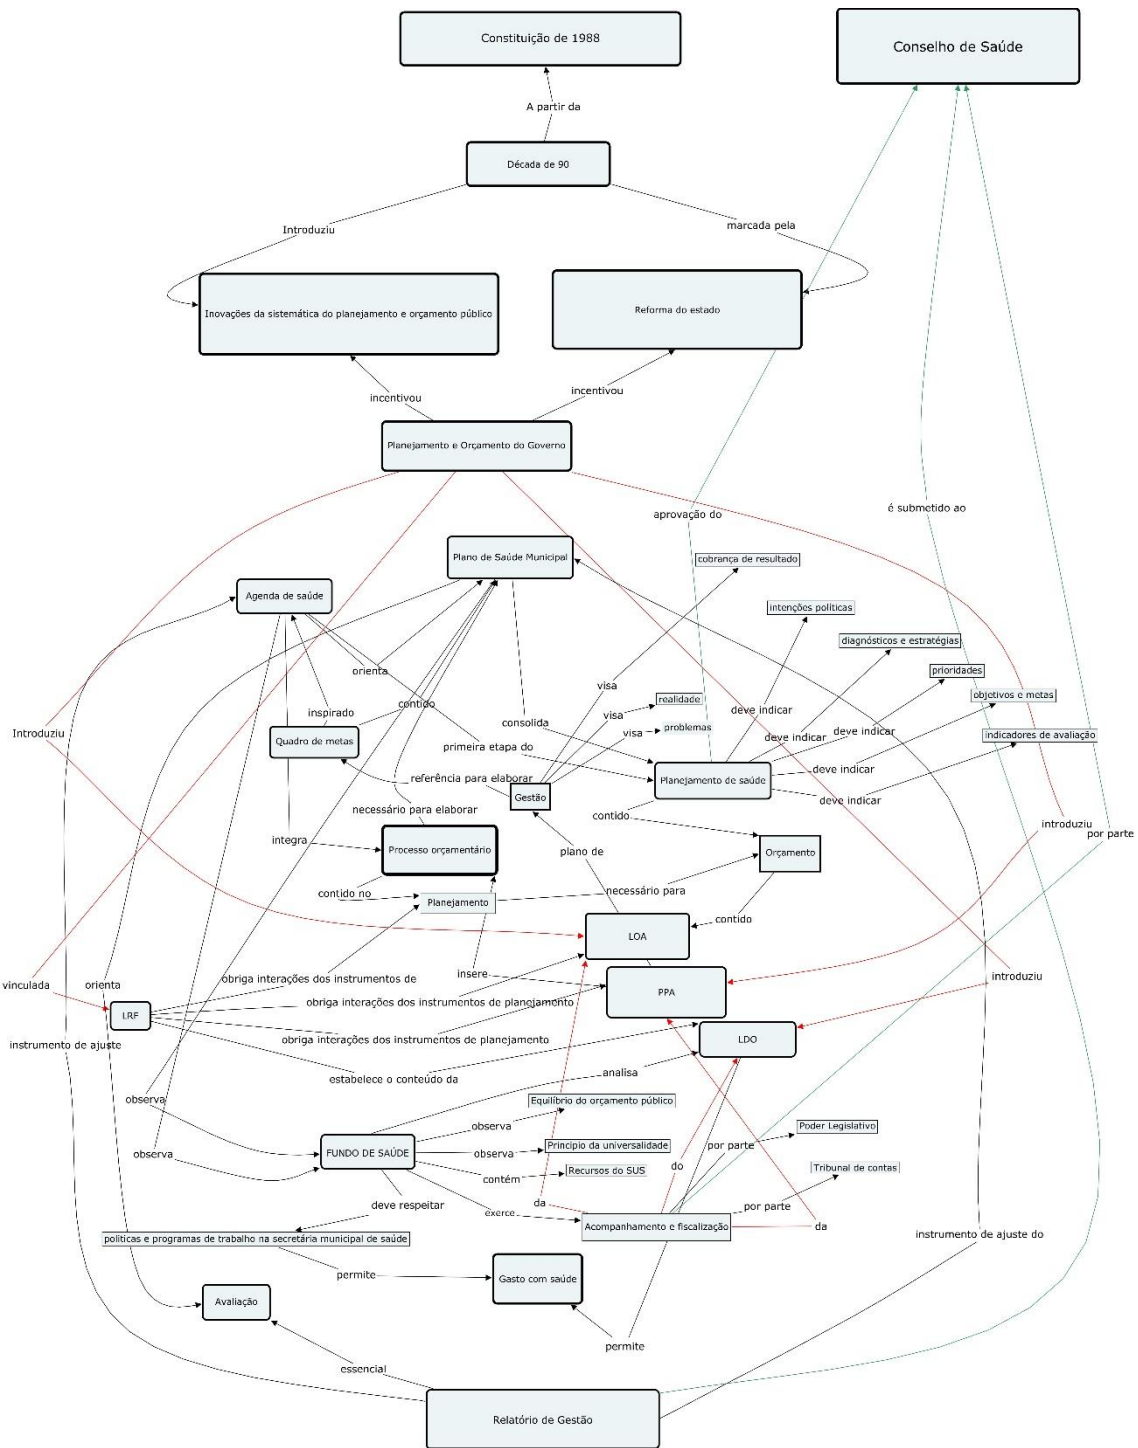 Constituição de 1988
Conselho de Saúde
A partir da
Década de 90
Introduziu
marcada pela
Inovações da sistemática do planejamento e orçamento público
Reforma do estado
incentivou
incentivou
Planejamento e Orçamento do Governo
é submetido ao
aprovação do
Plano de Saúde Municipal
cobrança de resultado
Agenda de saúde
intenções políticas
diagnósticos e estratégias
orienta
prioridades
visa
objetivos e metas
realidade
contido
inspirado
visa
deve indicar
consolida
problemas
Introduziu
indicadores de avaliação
Quadro de metas
visa
deve indicar
deve indicar
primeira etapa do
deve indicar
referência para elaborar
Planejamento de saúde
Gestão
deve indicar
necessário para elaborar
contido
introduziu
integra
por parte
Processo orçamentário
plano de
Orçamento
contido no
necessário para
Planejamento
contido
LOA
insere
introduziu
obriga interações dos instrumentos de
vinculada
orienta
PPA
obriga interações dos instrumentos de planejamento
LRF
obriga interações dos instrumentos de planejamento
LDO
instrumento de ajuste
analisa
estabelece o conteúdo da
observa
Equilíbrio do orçamento público
observa
Poder Legislativo
por parte
FUNDO DE SAÚDE
observa
Principio da universalidade
observa
do
Recursos do SUS
Tribunal de contas
contém
deve respeitar
da
por parte
exerce
Acompanhamento e fiscalização
da
instrumento de ajuste do
politicas e programas de trabalho na secretária municipal de saúde
permite
Gasto com saúde
Avaliação
permite
essencial
Relatório de Gestão